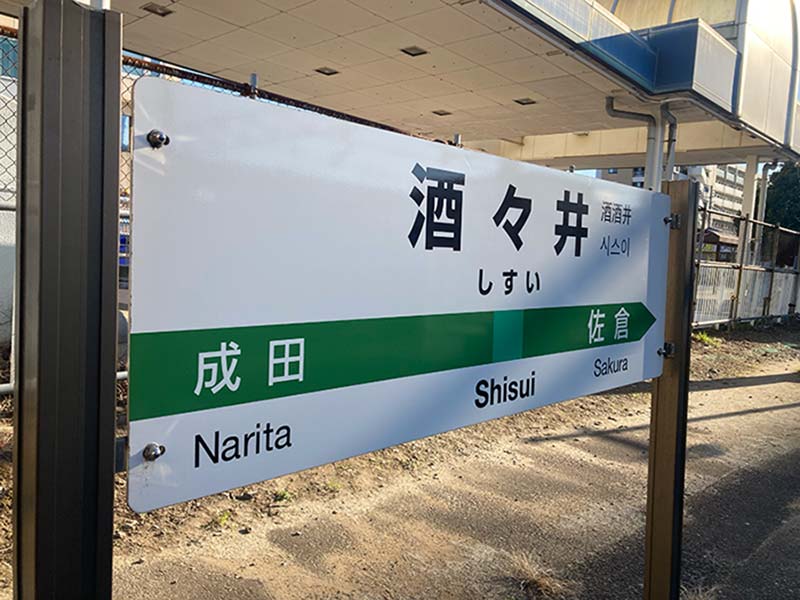 酒々井
酒酒井
시스이
しすい
成田
佐倉
Narita
Shisui
Sakura